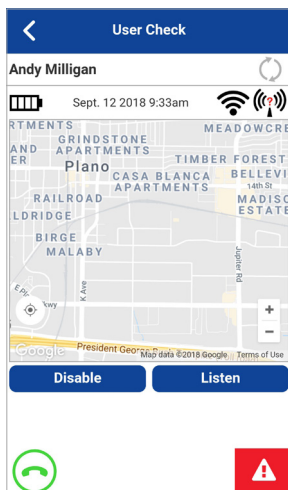 User Check
Andy Milligan
Sept. 12 2018 9:33am
(?)
RTMENTS
MEADOWCRE
GRINDSTONE
AND APARTMENTS
ER
TIMBER FOREST
Plano
CASA BLANCA
APARTMENTS
BELLEVI
14th St
RAILROAD
MADISO
ESTATE
LDRIDGE
BIRGE
MALABY
Jupiter Rd
K Ave
E Pl
kwy
+
−
Google
President George
Map data ©2018 Google
Terms of Use
Disable
Listen